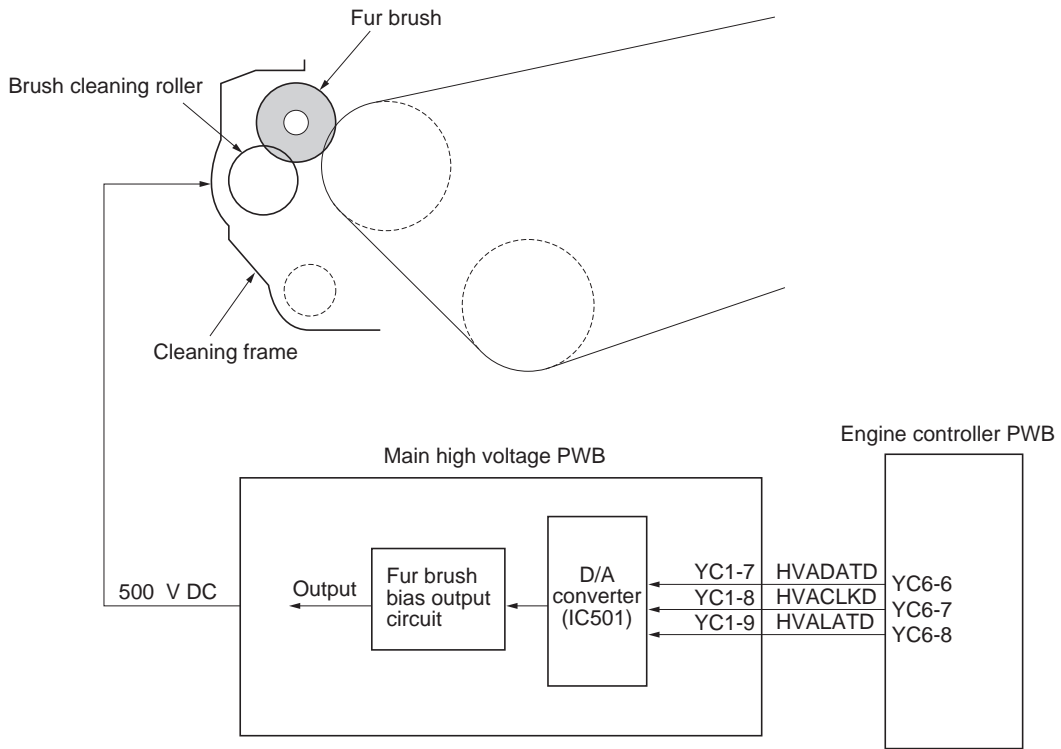 Fur brush
Brush cleaning roller
Cleaning frame
Engine controller PWB
Main high voltage PWB
500 V DC
Output
Fur brush
bias output
circuit
D/A
converter
(IC501)
YC1-7 HVADATD YC6-6
YC1-8 HVACLKD YC6-7
YC1-9 HVALATD YC6-8